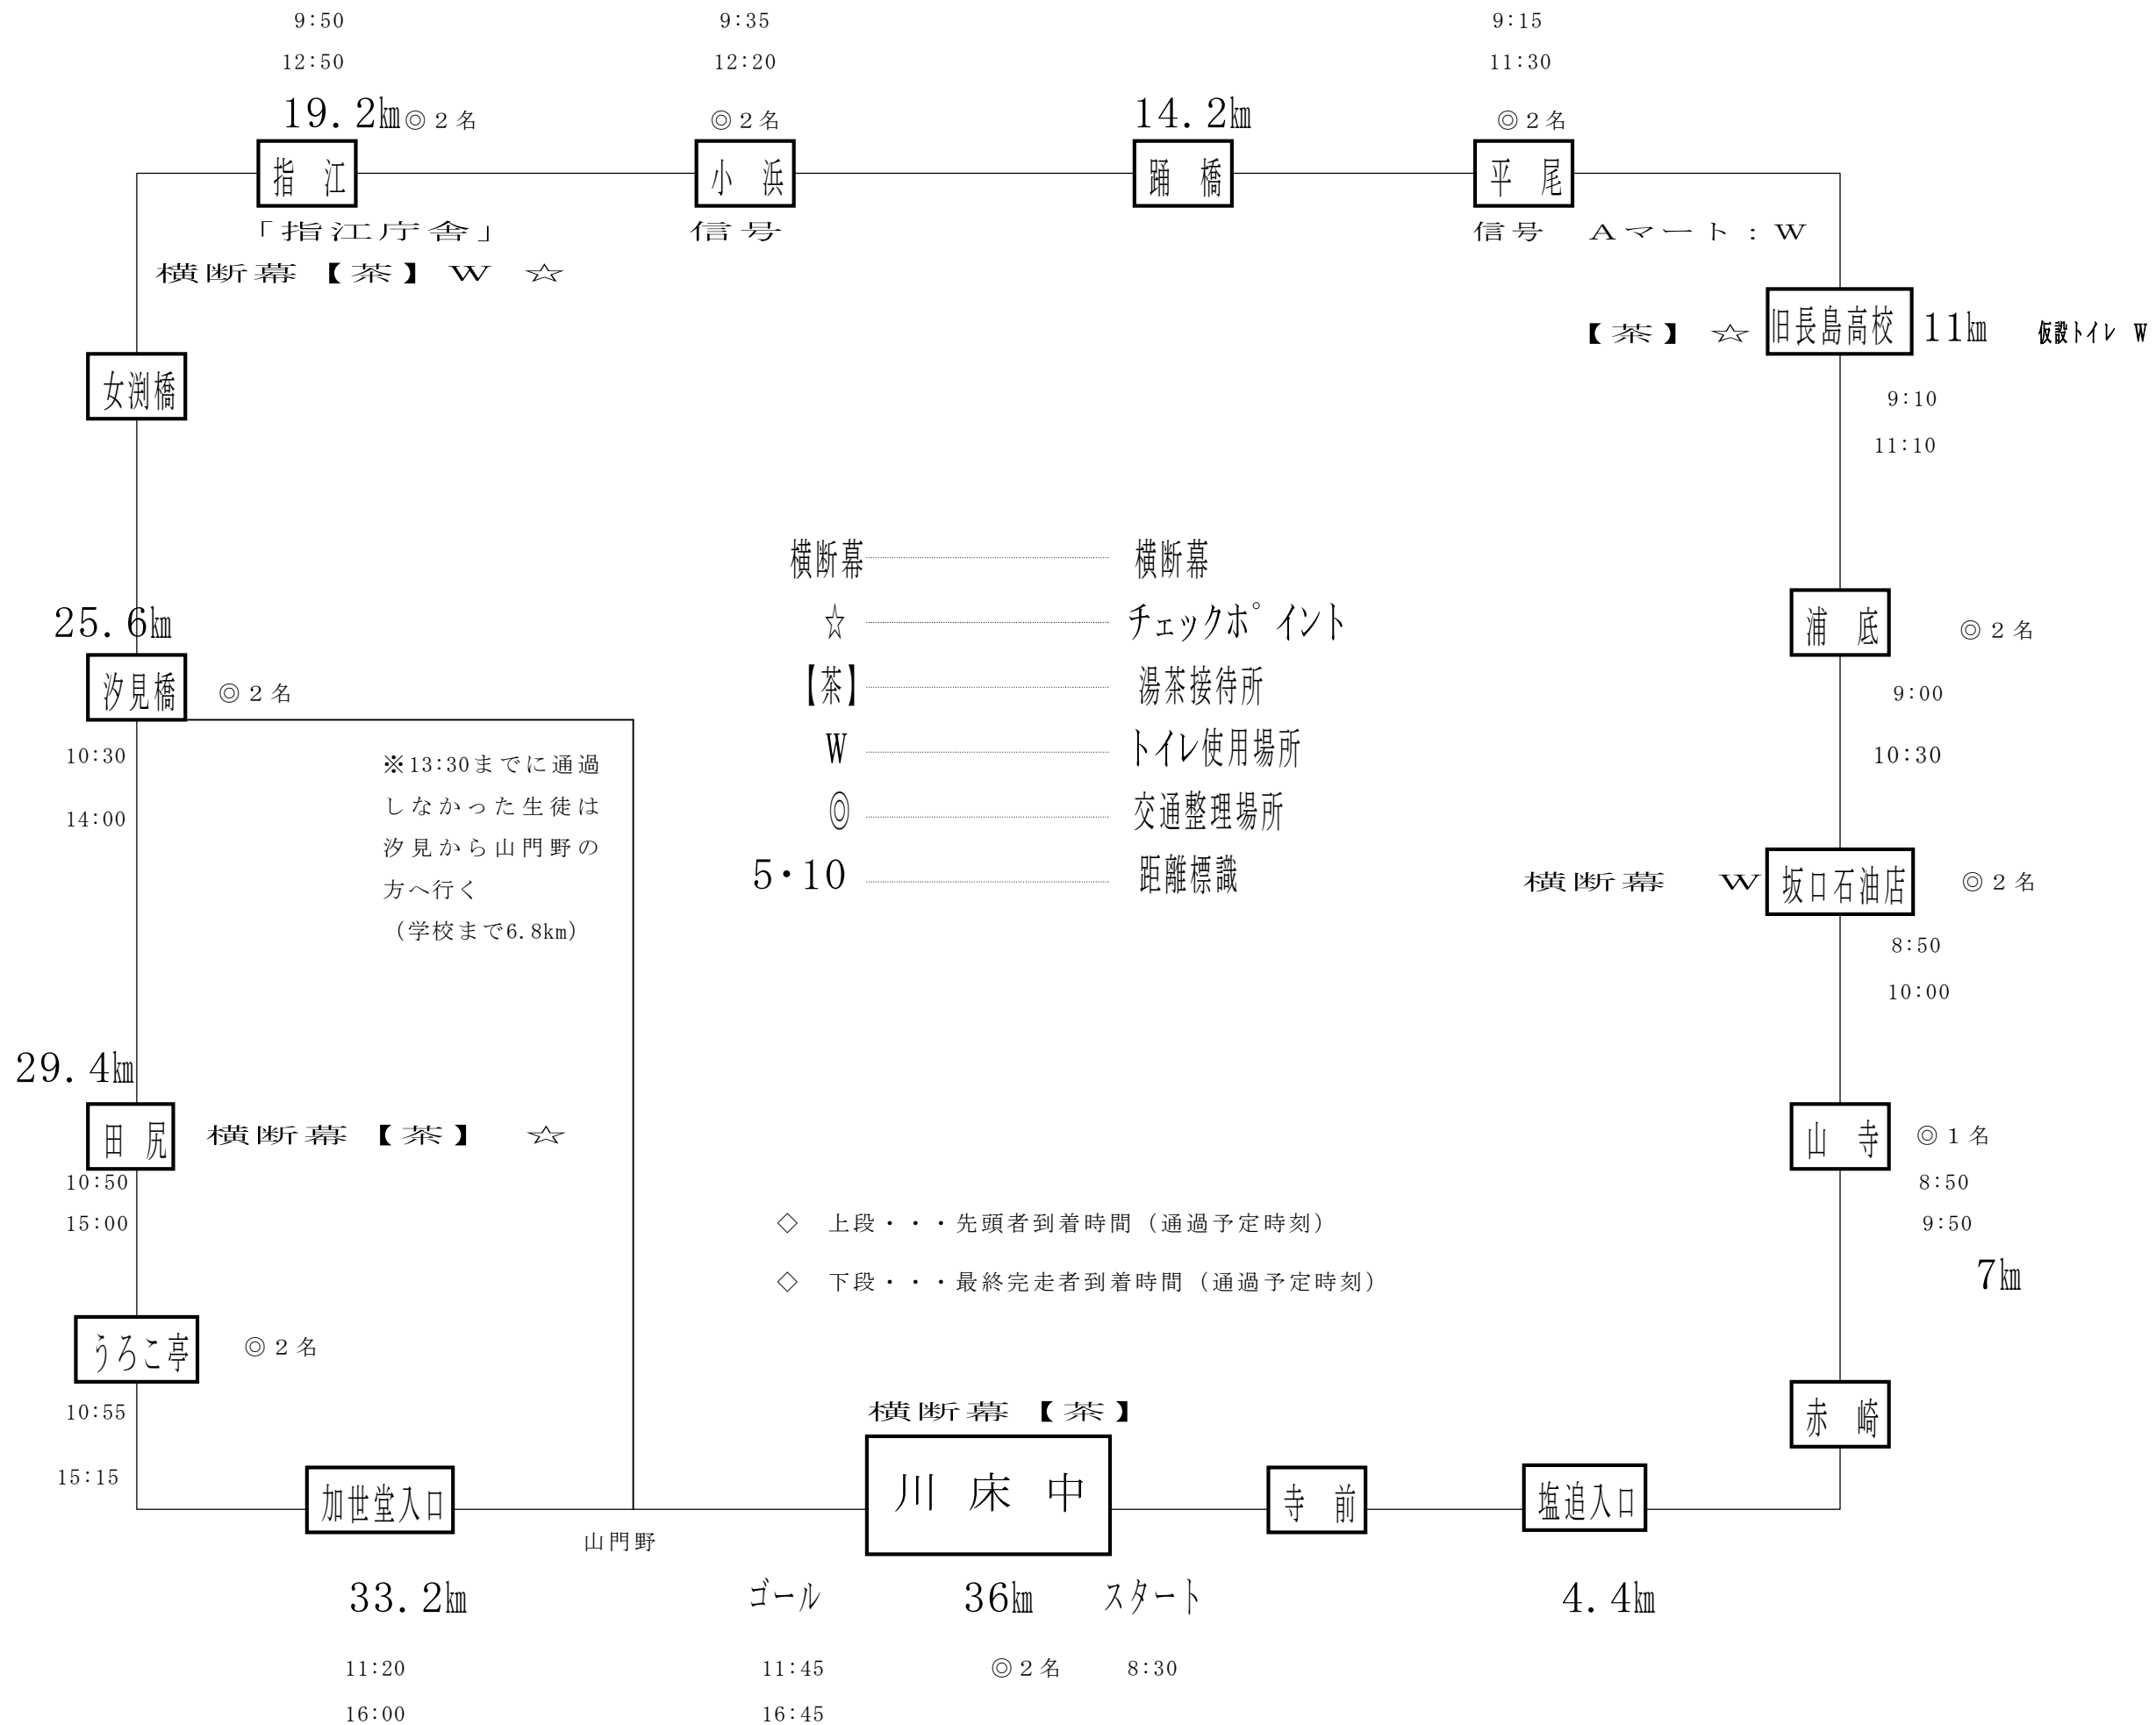 9:50
12:50
9:35
12:20
9:15
11:30
19.2㎞◎２名
◎２名
14.2㎞
◎２名
指　江
小　浜
踊　橋
平　尾
「指江庁舎」
信号
信号　Ａマート：Ｗ
横断幕【茶】Ｗ　☆
【茶】　☆
旧長島高校
11㎞
仮設トイレ　W
9:10
11:10
女渕橋
横断幕　横断幕
☆　チェックポイント
【茶】　湯茶接待所
W　トイレ使用場所
◎　交通整理場所
5・10　距離標識
浦　底
◎２名
9:00
10:30
25.6㎞
汐見橋
◎２名
10:30
14:00
※13:30までに通過
しなかった生徒は
汐見から山門野の
方へ行く
（学校まで6.8km）
横断幕　Ｗ
坂口石油店
◎２名
8:50
10:00
29.4㎞
田　尻
横断幕【茶】　☆
10:50
15:00
山　寺
◎１名
8:50
9:50
7㎞
◇　上段・・・先頭者到着時間（通過予定時刻）
◇　下段・・・最終完走者到着時間（通過予定時刻）
うろこ亭
◎２名
10:55
15:15
赤　崎
横断幕【茶】
加世堂入口
山門野
川　床　中
寺　前
塩追入口
33.2㎞
ゴール
36㎞
スタート
4.4㎞
11:20
16:00
11:45
16:45
◎２名
8:30